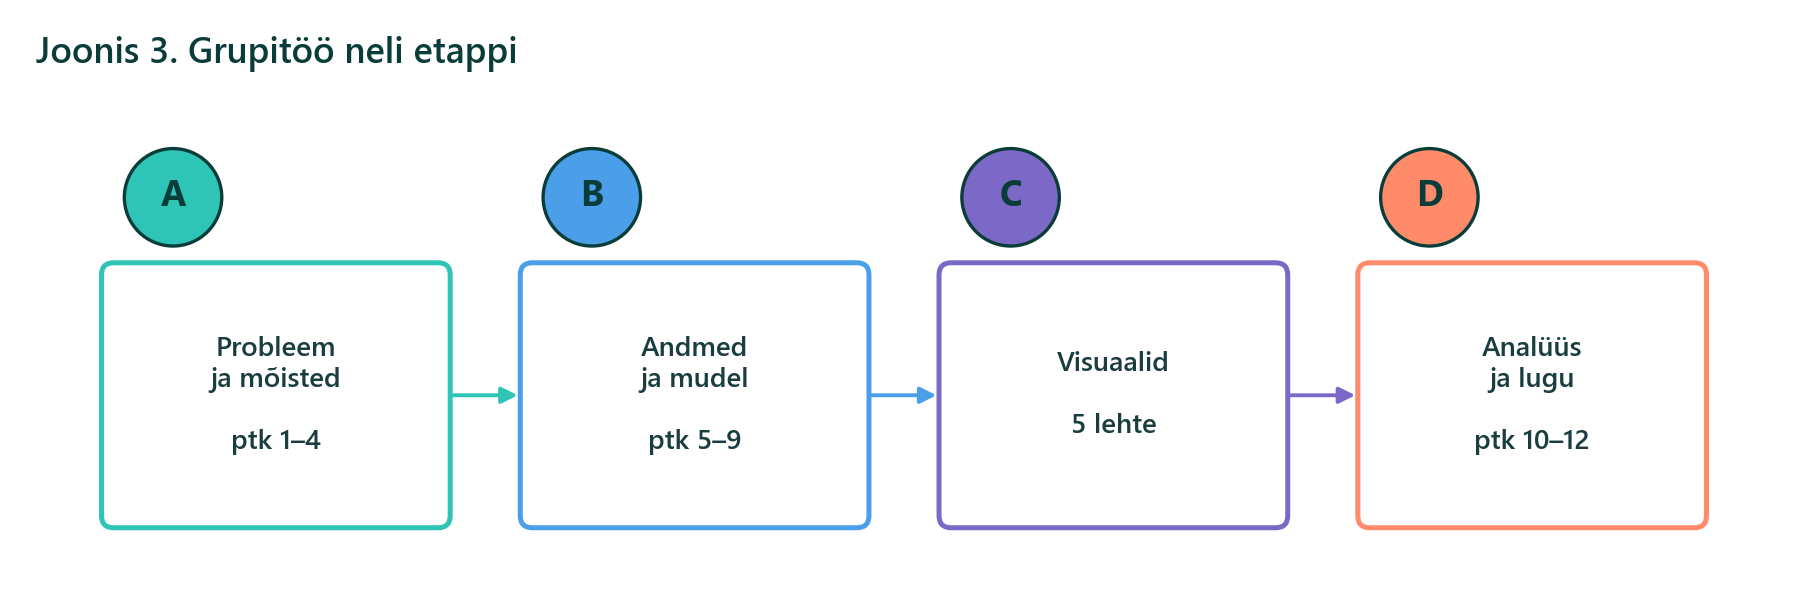 Joonis 3. Grupitöö neli etappi
A
Probleem
ja mõisted
ptk 1–4
B
Andmed
ja mudel
ptk 5–9
C
Visuaalid
5 lehte
D
Analüüs
ja lugu
ptk 10–12